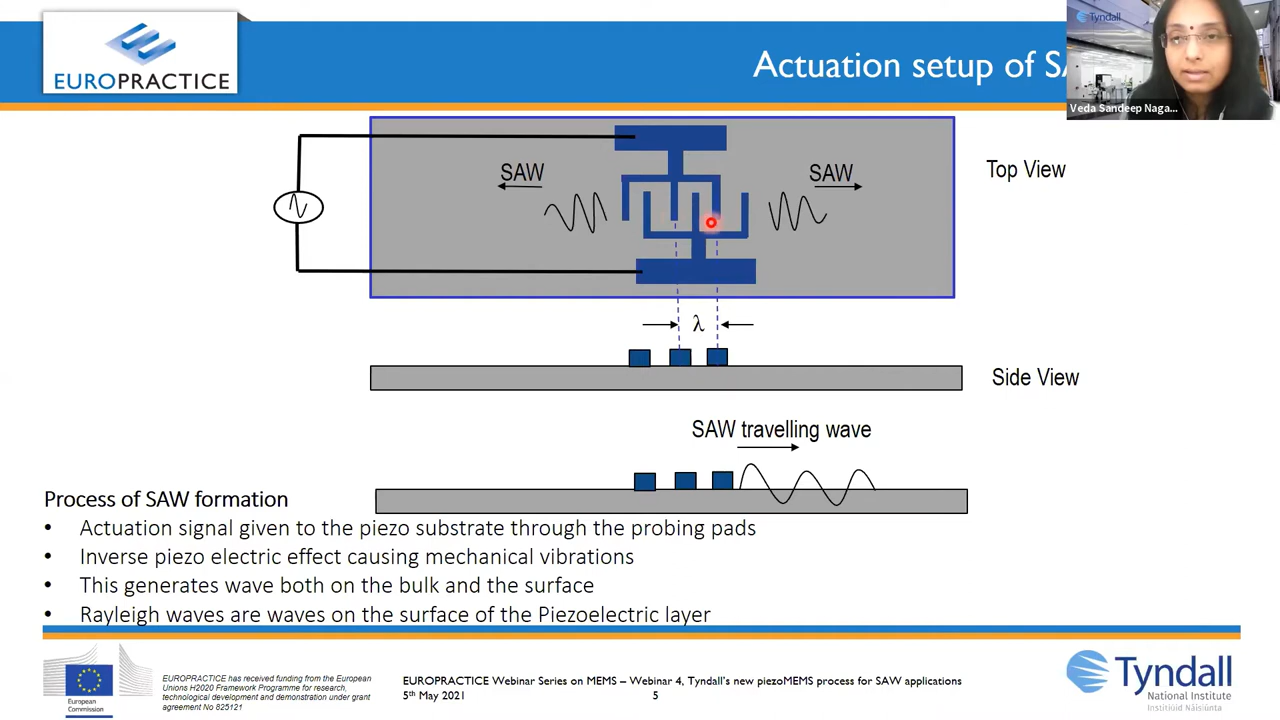 EUROPRACTICE
Actuation setup of SA
Tyndall
Veda Sandeep Naga...
SAW
SAW
Top View
λ
Side View
SAW travelling wave
Process of SAW formation
• Actuation signal given to the piezo substrate through the probing pads
• Inverse piezo electric effect causing mechanical vibrations
• This generates wave both on the bulk and the surface
• Rayleigh waves are waves on the surface of the Piezoelectric layer
European
Commission
EUROPRACTICE has received funding from the European
Unions H2020 Framework Programme for research,
technological development and demonstration under grant
agreement No 825121
EUROPRACTICE Webinar Series on MEMS – Webinar 4, Tyndall's new piezoMEMS process for SAW applications
5th May 2021
5
Tyndall
National Institute
Institiúid Náisiúnta